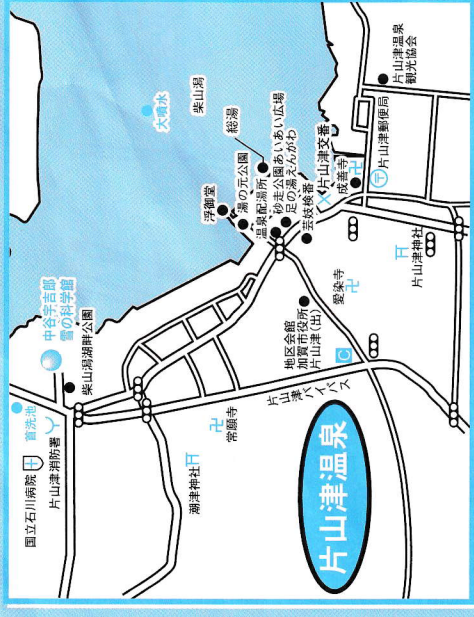 片山津温泉
国立石川病院
片山津消防署
首洗池
中谷宇吉郎
雪の科学館
柴山潟湖畔公園
潮津神社
常願寺
浮御堂
湯の元公園
温泉配湯所
総湯
砂走公園あいあい広場
足の湯えんがわ
芸妓検番
大噴水
柴山潟
片山津バイパス
地区会館
加賀市役所
片山津(出)
C
愛染寺
片山津交番
成善寺
〒
片山津郵便局
片山津神社
片山津温泉
観光協会